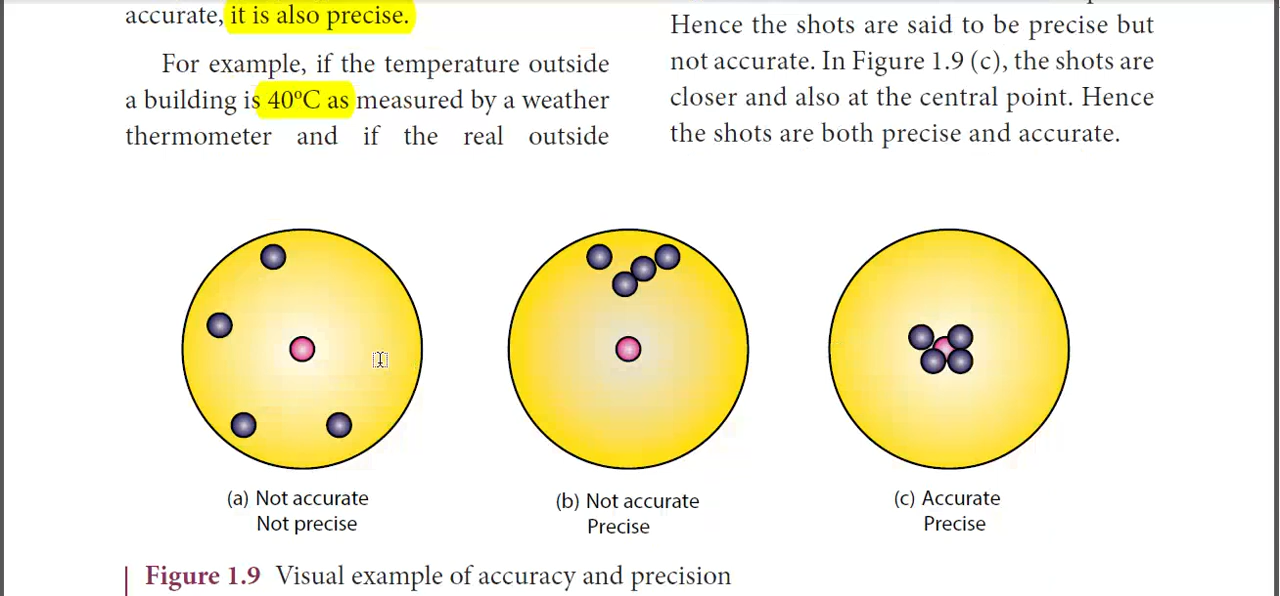 accurate, it is also precise.
For example, if the temperature outside
a building is 40°C as measured by a weather
thermometer and if the real outside
Hence the shots are said to be precise but
not accurate. In Figure 1.9 (c), the shots are
closer and also at the central point. Hence
the shots are both precise and accurate.
(a) Not accurate
Not precise
(b) Not accurate
Precise
(c) Accurate
Precise
Figure 1.9 Visual example of accuracy and precision